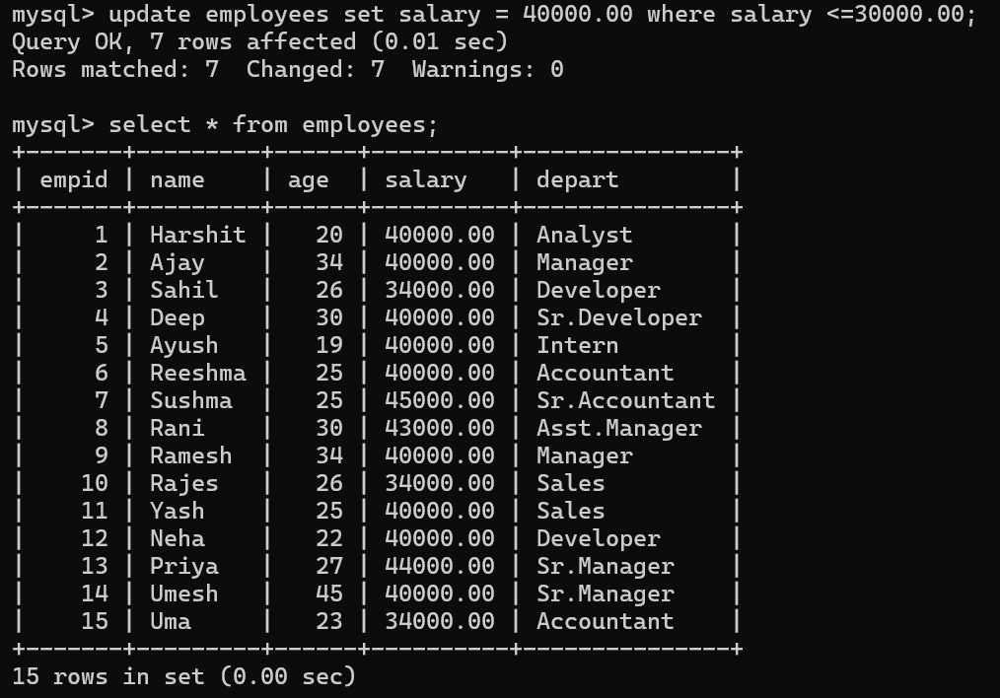 mysql> update employees set salary = 40000.00 where salary <=30000.00;
Query OK, 7 rows affected (0.01 sec)
Rows matched: 7  Changed: 7  Warnings: 0

mysql> select * from employees;
+-------+---------+------+----------+---------------+
| empid | name    | age  | salary   | depart        |
+-------+---------+------+----------+---------------+
|     1 | Harshit |   20 | 40000.00 | Analyst       |
|     2 | Ajay    |   34 | 40000.00 | Manager       |
|     3 | Sahil   |   26 | 34000.00 | Developer     |
|     4 | Deep    |   30 | 40000.00 | Sr.Developer  |
|     5 | Ayush   |   19 | 40000.00 | Intern        |
|     6 | Reeshma |   25 | 40000.00 | Accountant    |
|     7 | Sushma  |   25 | 45000.00 | Sr.Accountant |
|     8 | Rani    |   30 | 43000.00 | Asst.Manager  |
|     9 | Ramesh  |   34 | 40000.00 | Manager       |
|    10 | Rajes   |   26 | 34000.00 | Sales         |
|    11 | Yash    |   25 | 40000.00 | Sales         |
|    12 | Neha    |   22 | 40000.00 | Developer     |
|    13 | Priya   |   27 | 44000.00 | Sr.Manager    |
|    14 | Umesh   |   45 | 40000.00 | Sr.Manager    |
|    15 | Uma     |   23 | 34000.00 | Accountant    |
+-------+---------+------+----------+---------------+
15 rows in set (0.00 sec)